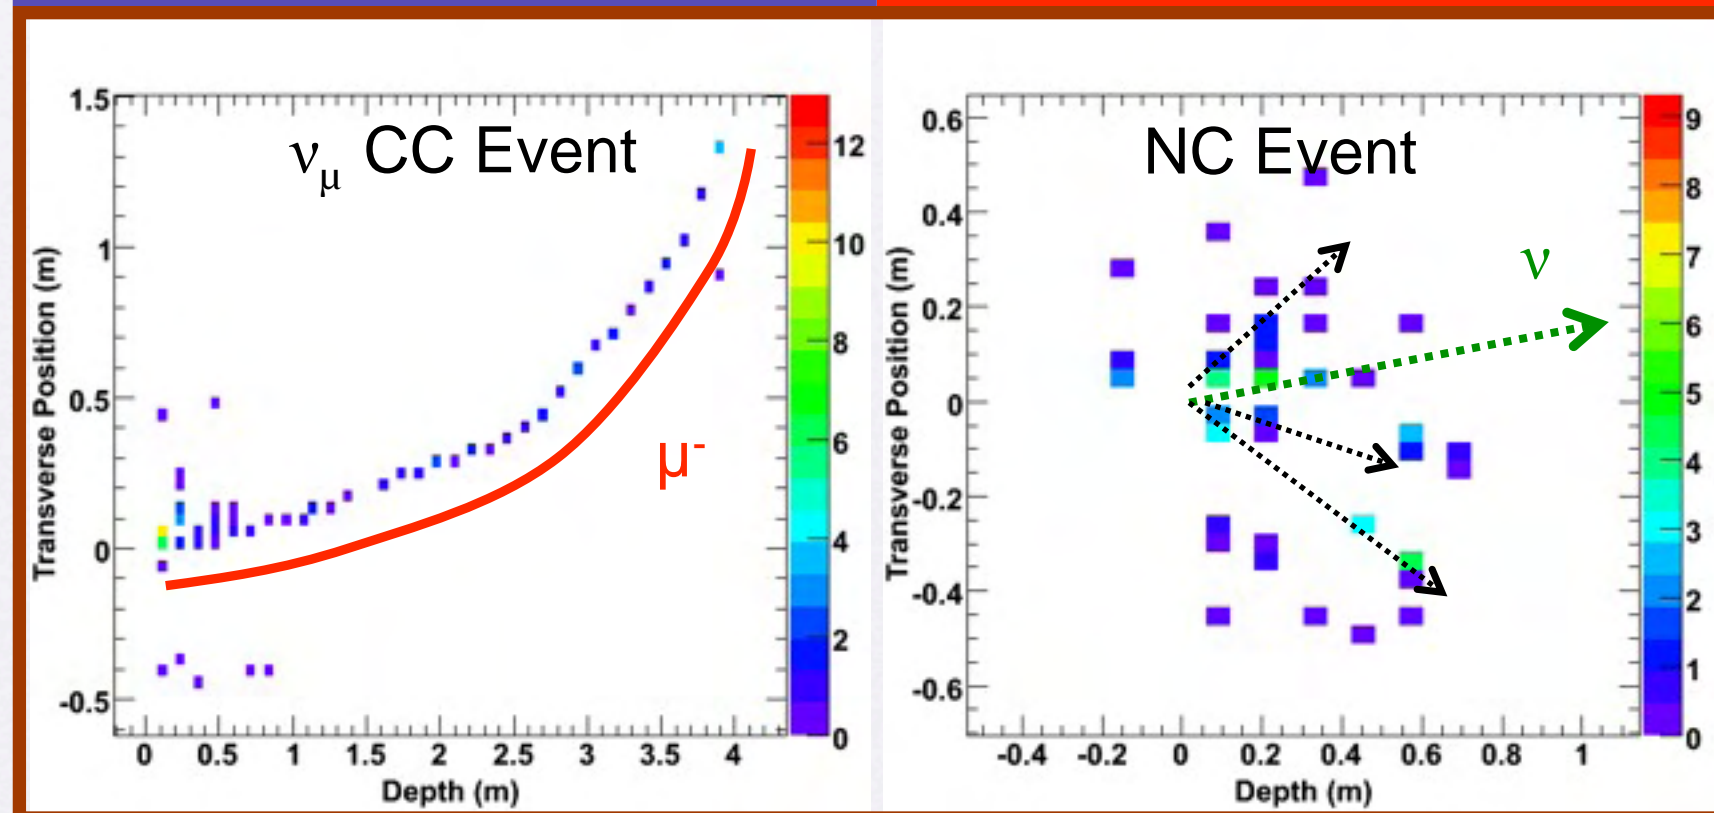 νμ CC Event
1.5
1
0.5
0
-0.5
Transverse Position (m)
0 0.5 1 1.5 2 2.5 3 3.5 4
Depth (m)
μ-
12
10
8
6
4
2
0
NC Event
0.6
0.4
0.2
0
-0.2
-0.4
-0.6
Transverse Position (m)
-0.4 -0.2 0 0.2 0.4 0.6 0.8 1
Depth (m)
ν
9
8
7
6
5
4
3
2
1
0